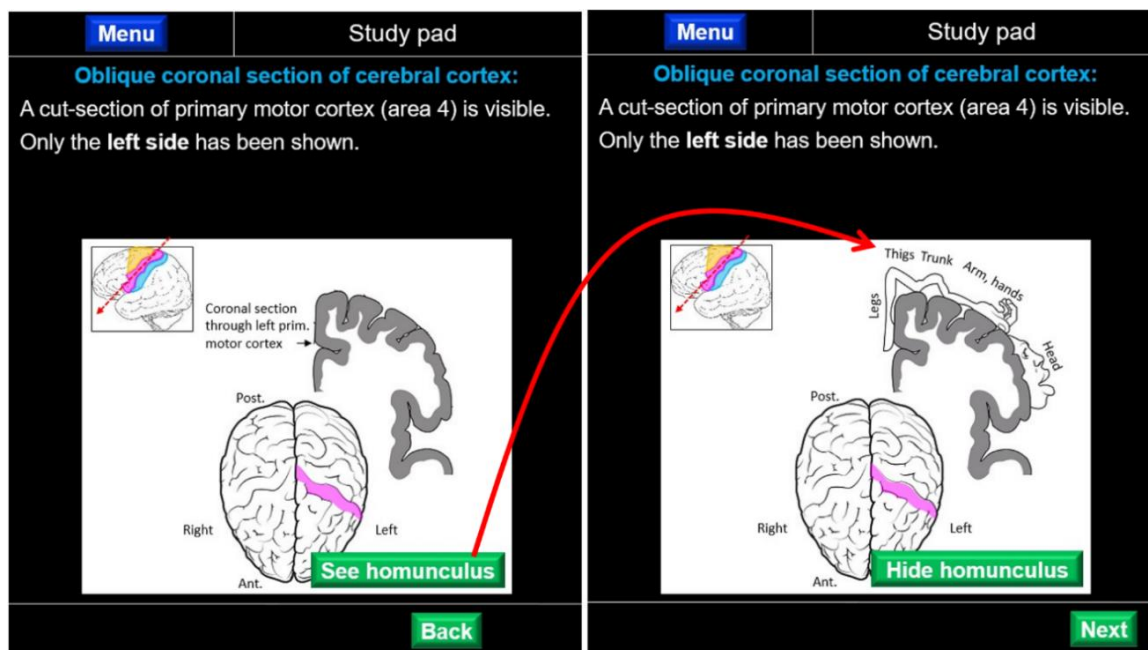 Menu
Study pad
Oblique coronal section of cerebral cortex:
A cut-section of primary motor cortex (area 4) is visible.
Only the left side has been shown.
Coronal section
through left prim.
motor cortex
Post.
Right
Left
Ant.
See homunculus
Back
Menu
Study pad
Oblique coronal section of cerebral cortex:
A cut-section of primary motor cortex (area 4) is visible.
Only the left side has been shown.
Thigs Trunk Arm, hands
Legs
Head
Post.
Right
Left
Ant.
Hide homunculus
Next